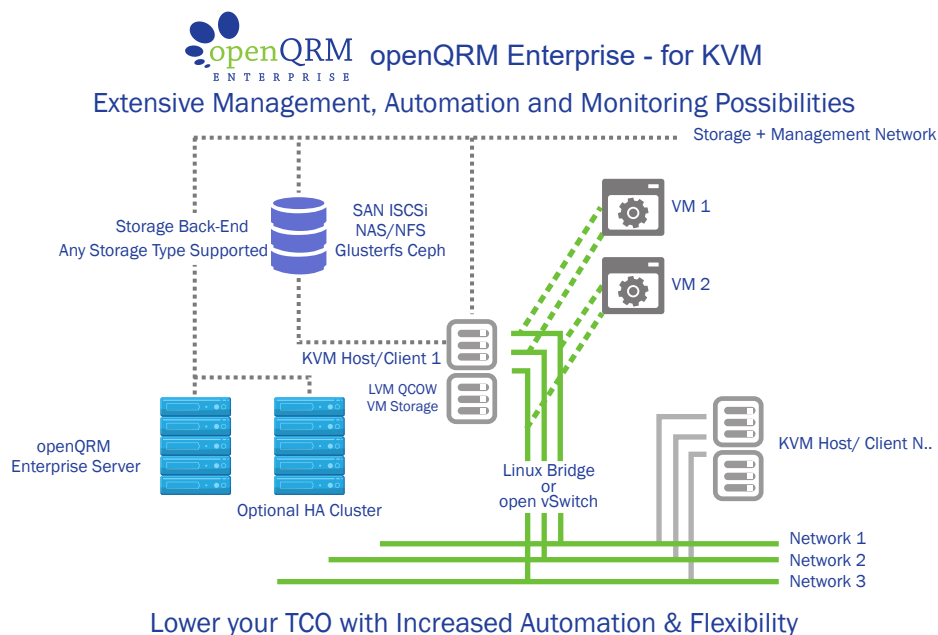 openQRM
ENTERPRISE
openQRM Enterprise - for KVM
Extensive Management, Automation and Monitoring Possibilities
Storage + Management Network
Storage Back-End
Any Storage Type Supported
SAN ISCSi
NAS/NFS
Glusterfs Ceph
VM 1
VM 2
KVM Host/Client 1
LVM QCOW
VM Storage
openQRM
Enterprise Server
Optional HA Cluster
Linux Bridge
or
open vSwitch
KVM Host/ Client N..
Network 1
Network 2
Network 3
Lower your TCO with Increased Automation & Flexibility